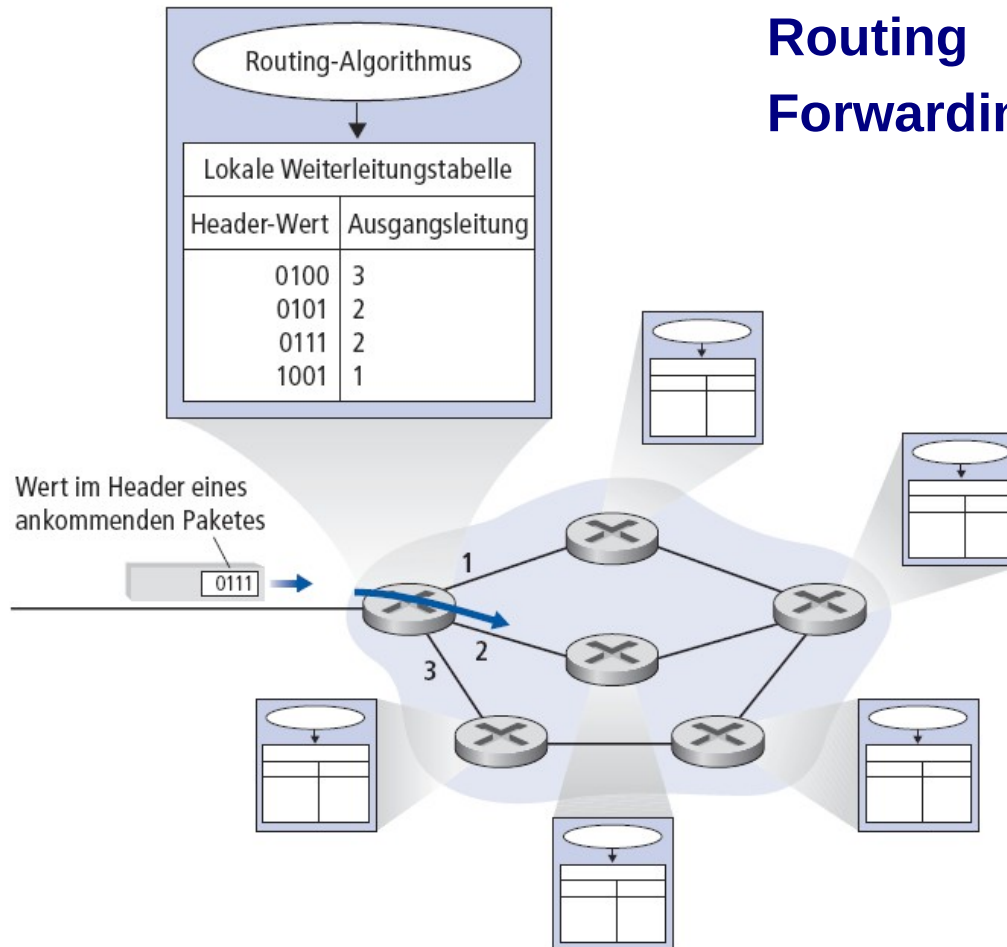 Routing
Forwardin
Routing-Algorithmus
Lokale Weiterleitungstabelle
Header-Wert Ausgangsleitung
0100 3
0101 2
0111 2
1001 1
Wert im Header eines
ankommenden Paketes
0111
1
2
3